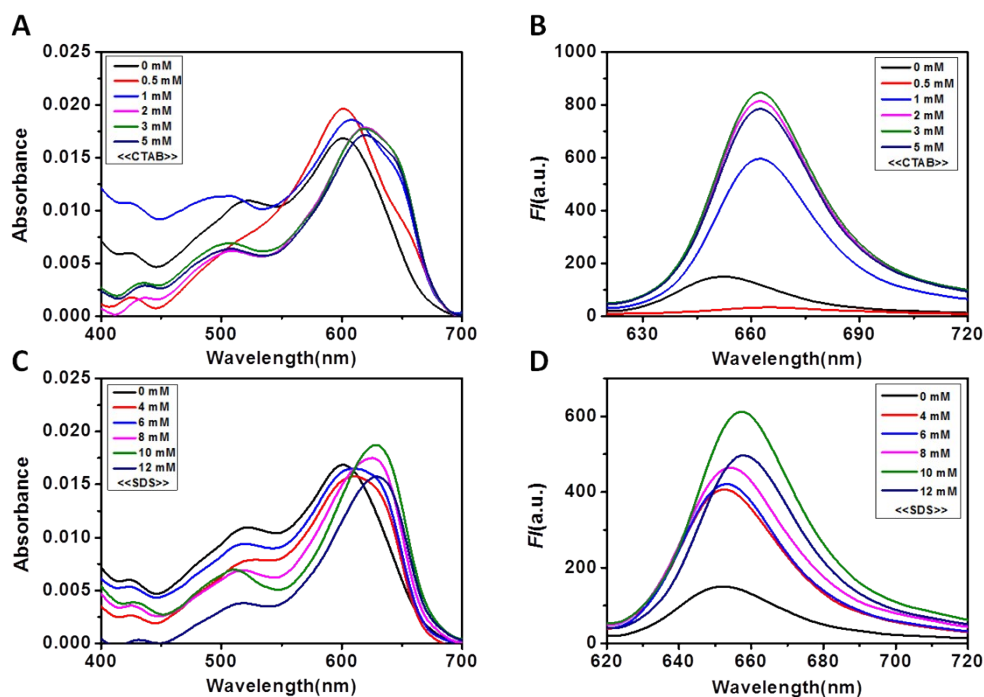 A
0.025
0.020
0.015
0.010
0.005
0.000
Absorbance
400
500
600
700
Wavelength(nm)
0 mM
0.5 mM
1 mM
2 mM
3 mM
5 mM
<<CTAB>>
B
1000
800
600
400
200
0
FI(a.u.)
630
660
690
720
Wavelength(nm)
0 mM
0.5 mM
1 mM
2 mM
3 mM
5 mM
<<CTAB>>
C
0.025
0.020
0.015
0.010
0.005
0.000
Absorbance
400
500
600
700
Wavelength(nm)
0 mM
4 mM
6 mM
8 mM
10 mM
12 mM
<<SDS>>
D
600
400
200
0
FI(a.u.)
620
640
660
680
700
720
Wavelength(nm)
0 mM
4 mM
6 mM
8 mM
10 mM
12 mM
<<SDS>>